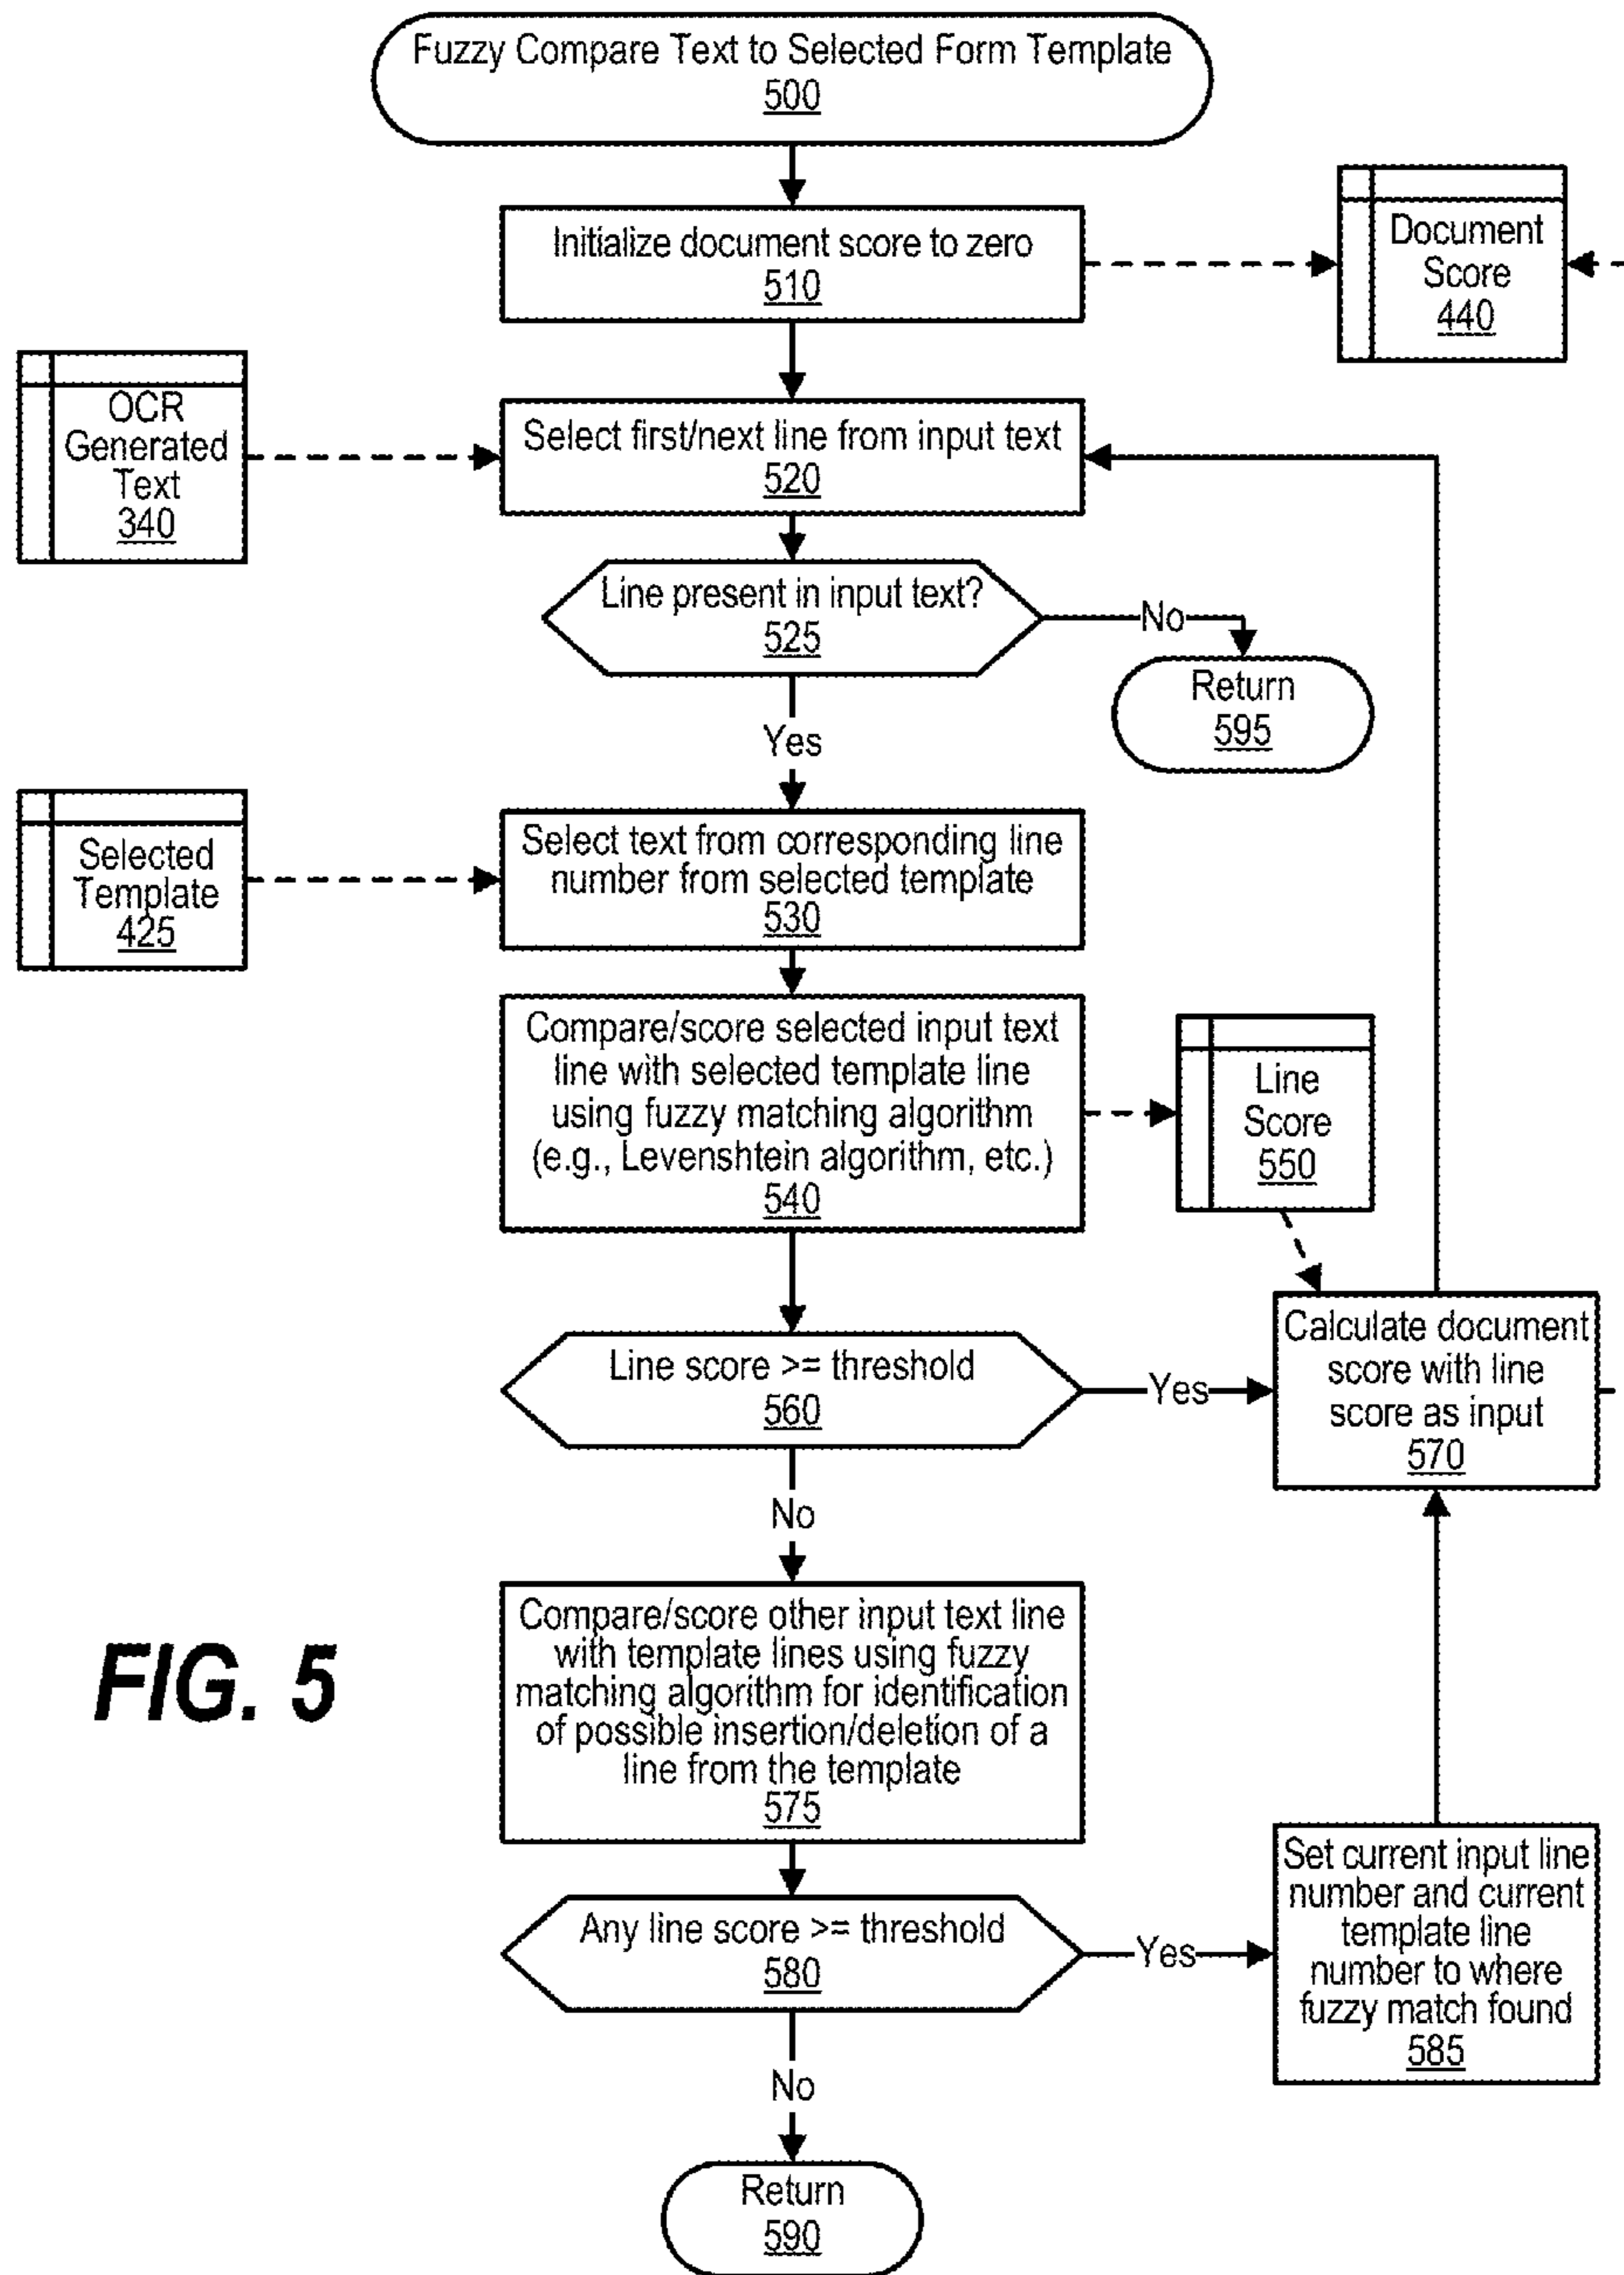 Fuzzy Compare Text to Selected Form Template
500
Initialize document score to zero
510
Document
Score
440
OCR
Generated
Text
340
Select first/next line from input text
520
Line present in input text?
525
No
Return
595
Yes
Selected
Template
425
Select text from corresponding line
number from selected template
530
Compare/score selected input text
line with selected template line
using fuzzy matching algorithm
(e.g., Levenshtein algorithm, etc.)
540
Line
Score
550
Line score >= threshold
560
Yes
Calculate document
score with line
score as input
570
No
Compare/score other input text line
with template lines using fuzzy
matching algorithm for identification
of possible insertion/deletion of a
line from the template
575
FIG. 5
Any line score >= threshold
580
Yes
Set current input line
number and current
template line
number to where
fuzzy match found
585
No
Return
590